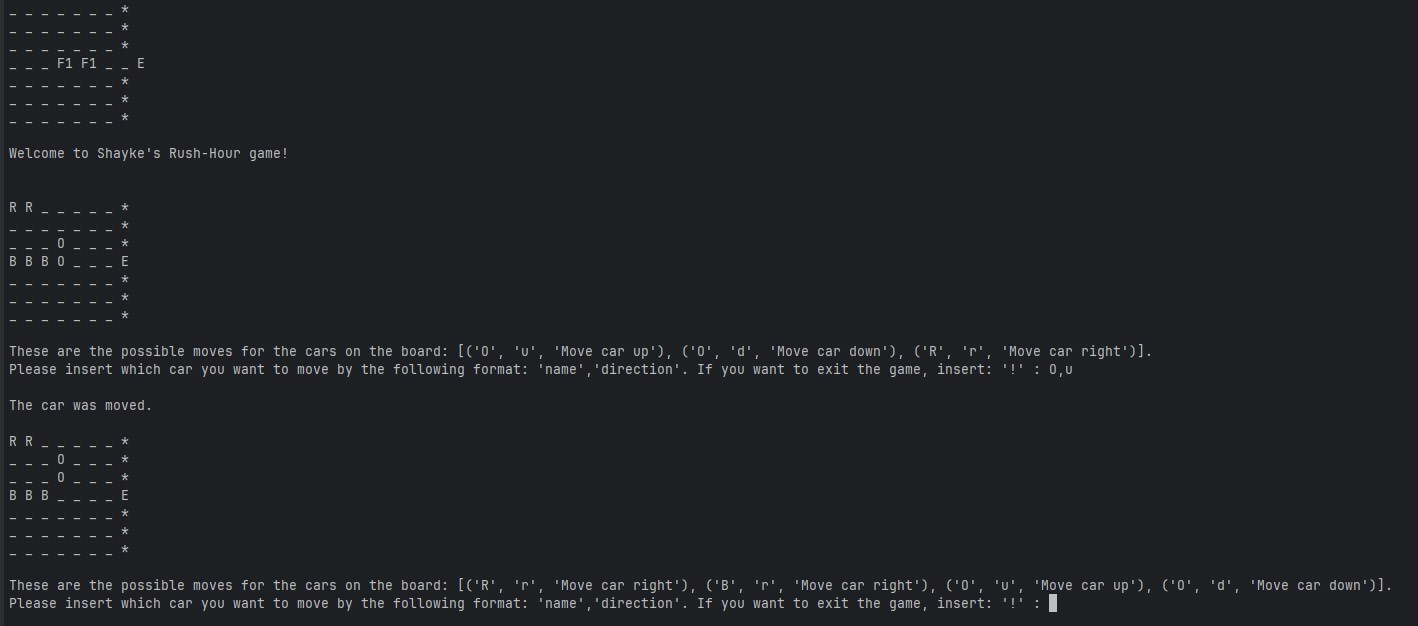 _ _ _ _ _ _ _ *
_ _ _ _ _ _ _ *
_ _ _ _ _ _ _ *
_ _ _ F1 F1 _ _ E
_ _ _ _ _ _ _ *
_ _ _ _ _ _ _ *
_ _ _ _ _ _ _ *
Welcome to Shayke's Rush-Hour game!
R R _ _ _ _ _ *
_ _ _ _ _ _ _ *
_ _ _ O _ _ _ *
B B B O _ _ _ E
_ _ _ _ _ _ _ *
_ _ _ _ _ _ _ *
_ _ _ _ _ _ _ *
These are the possible moves for the cars on the board: [('O', 'u', 'Move car up'), ('O', 'd', 'Move car down'), ('R', 'r', 'Move car right')].
Please insert which car you want to move by the following format: 'name','direction'. If you want to exit the game, insert: '!' : O,u
The car was moved.
R R _ _ _ _ _ *
_ _ _ O _ _ _ *
_ _ _ O _ _ _ *
B B B _ _ _ _ E
_ _ _ _ _ _ _ *
_ _ _ _ _ _ _ *
_ _ _ _ _ _ _ *
These are the possible moves for the cars on the board: [('R', 'r', 'Move car right'), ('B', 'r', 'Move car right'), ('O', 'u', 'Move car up'), ('O', 'd', 'Move car down')].
Please insert which car you want to move by the following format: 'name','direction'. If you want to exit the game, insert: '!' :